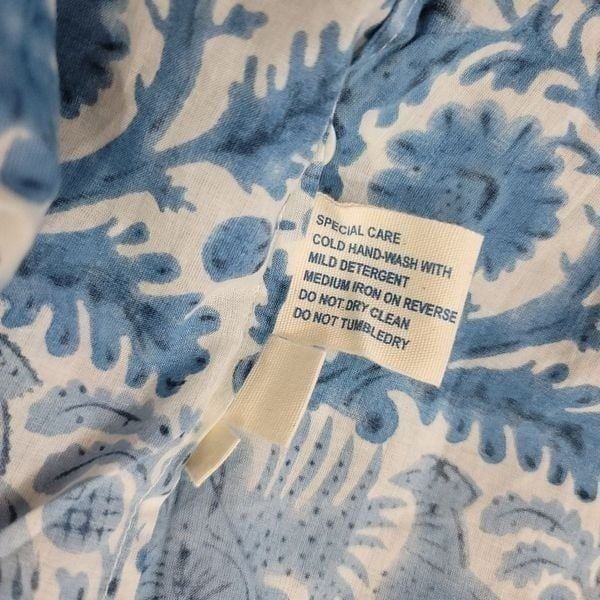 SPECIAL CARE
COLD HAND-WASH WITH
MILD DETERGENT
MEDIUM IRON ON REVERSE
DO NOT DRY CLEAN
DO NOT TUMBLEDRY